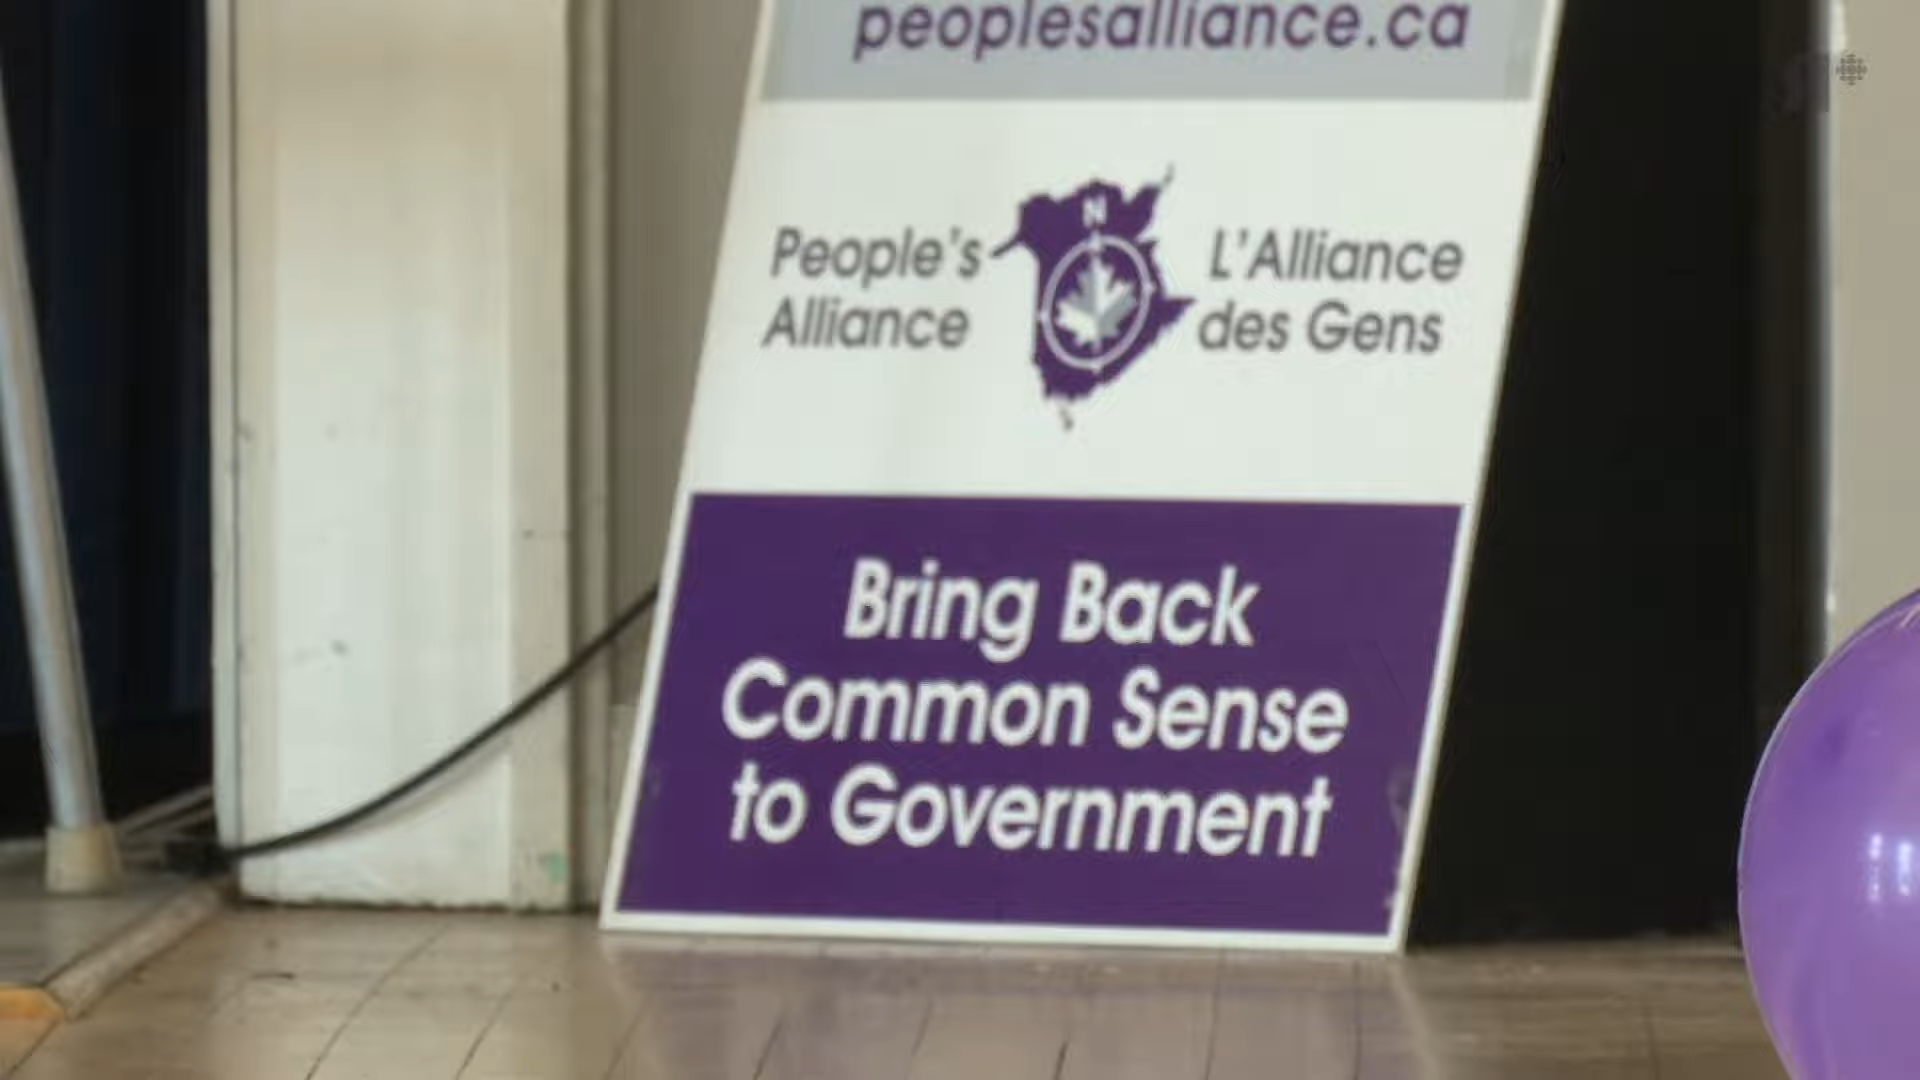 peoplesalliance.ca
People's
Alliance
N
L'Alliance
des Gens
Bring Back
Common Sense
to Government